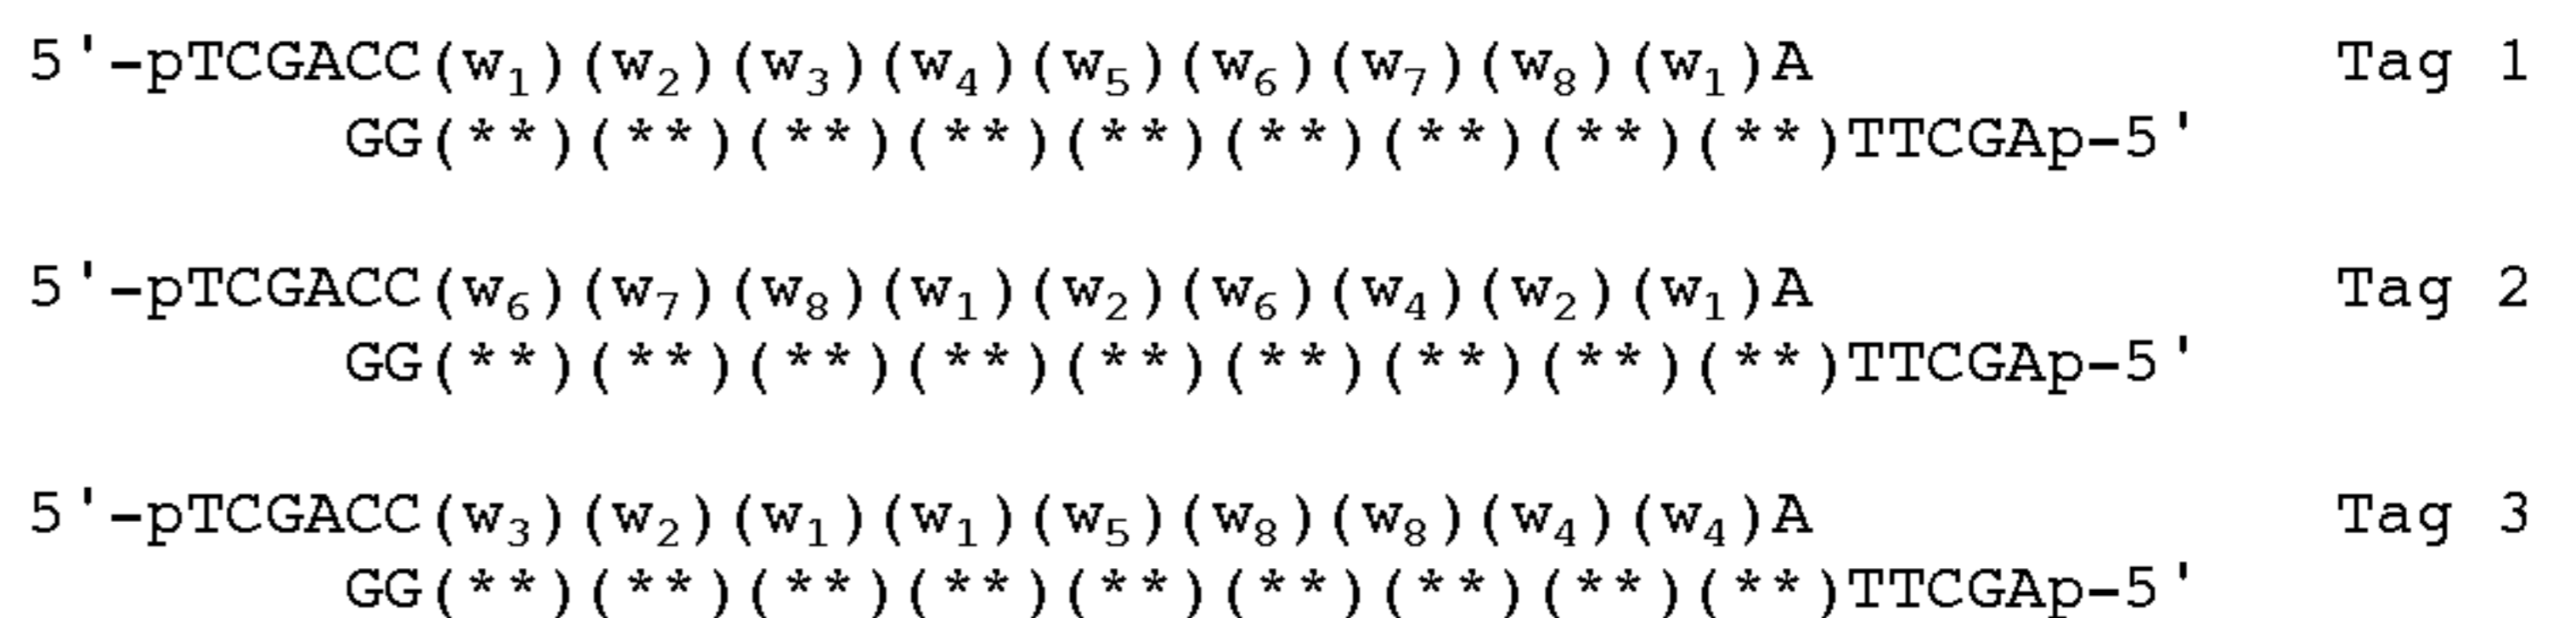 5'-pTCGACC(w₁)(w₂)(w₃)(w₄)(w₅)(w₆)(w₇)(w₈)(w₁)A Tag 1
GG(**)(**)(**)(**)(**)(**)(**)(**)(**)TTCGAp-5'
5'-pTCGACC(w₆)(w₇)(w₈)(w₁)(w₂)(w₆)(w₄)(w₂)(w₁)A Tag 2
GG(**)(**)(**)(**)(**)(**)(**)(**)(**)TTCGAp-5'
5'-pTCGACC(w₃)(w₂)(w₁)(w₁)(w₅)(w₈)(w₈)(w₄)(w₄)A Tag 3
GG(**)(**)(**)(**)(**)(**)(**)(**)(**)TTCGAp-5'